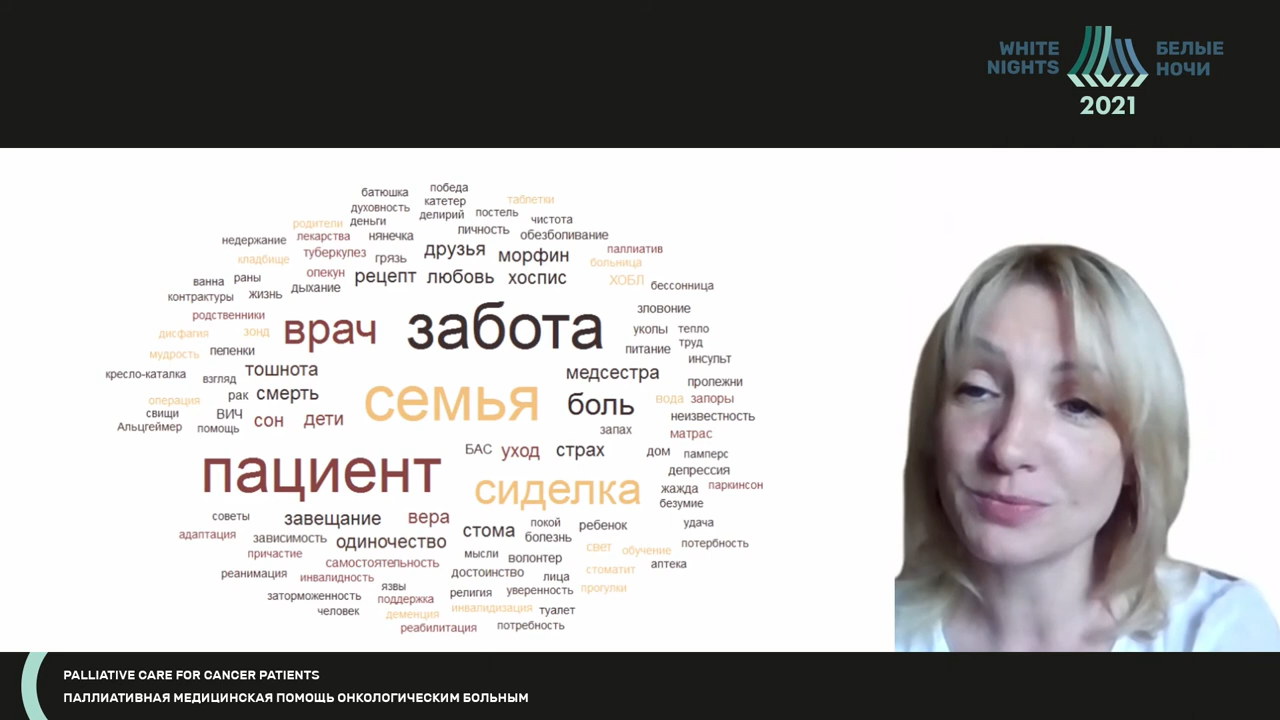 WHITE NIGHTS
БЕЛЫЕ НОЧИ
2021
батюшка победа
катетер таблетки
духовность делирий постель чистота
родители деньги пичность обезбопивание
недержание лекарства нянечка друзья морфин паллиатив
кладбище туберкупез грязь больница
ванна раны опекун рецепт любовь хоспис ХОБЛ бессонница
контрактуры жизнь дыхание
родственники врач забота зловоние
дисфагия зонд укопы тепло
мудрость пеленки питание труд
инсульт
кресло-каталка взгляд тошнота медсестра пропежни
операция рак смерть семья боль вода запоры
свищи ВИЧ сон дети неизвестность
Альцгеймер помощь запах матрас
БАС уход страх дом памперс
депрессия
пациент сиделка жажда паркинсон
безумие
советы завещание вера стома покой ребенок удача
адаптация зависимость одиночество болезнь свет обучение потербность
причастие самостоятельность мысли волонтер аптека
реанимация инвалидность достоинство лица стоматит
язвы религия уверенность прогулки
заторможенность поддержка
человек деменция инвалидизация туалет
реабилитация потребность
PALLIATIVE CARE FOR CANCER PATIENTS
ПАЛЛИАТИВНАЯ МЕДИЦИНСКАЯ ПОМОЩЬ ОНКОЛОГИЧЕСКИМ БОЛЬНЫМ